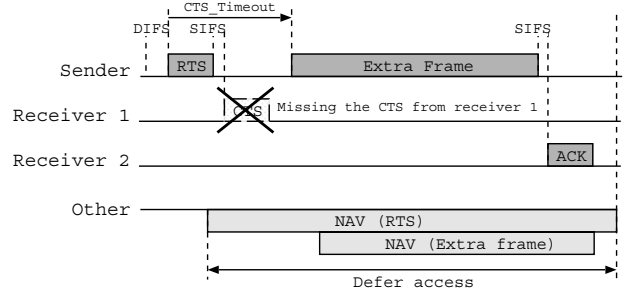 CTS_Timeout
DIFS SIFS SIFS
Sender RTS Extra Frame
Receiver 1 CTS Missing the CTS from receiver 1
Receiver 2 ACK
Other
NAV (RTS)
NAV (Extra frame)
Defer access